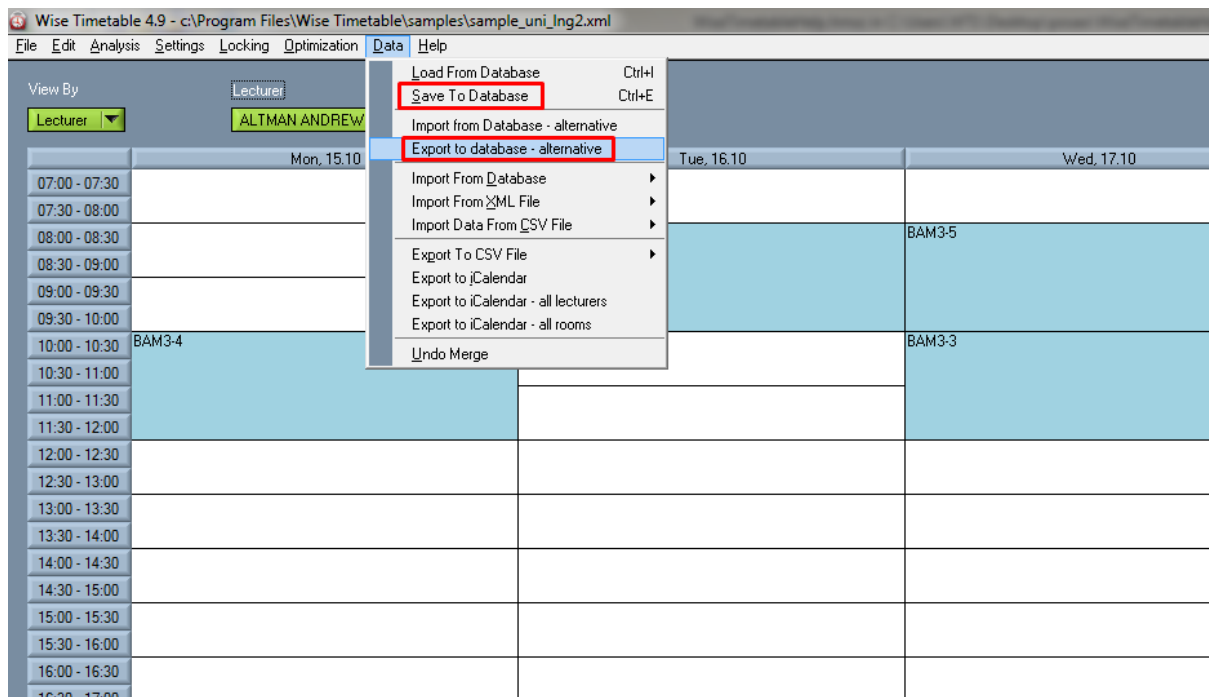 Wise Timetable 4.9 - c:\Program Files\Wise Timetable\samples\sample_uni_lng2.xml
File Edit Analysis Settings Locking Optimization Data Help
Load From Database Ctrl+I
View By Lecturer
Save To Database Ctrl+E
Lecturer ALTMAN ANDREW
Import from Database - alternative
Export to database - alternative
Mon, 15.10 Tue, 16.10 Wed, 17.10
Import From Database
Import From XML File
Import Data From CSV File
Export To CSV File
Export to iCalendar
Export to iCalendar - all lecturers
Export to iCalendar - all rooms
Undo Merge
07:00 - 07:30
07:30 - 08:00
08:00 - 08:30 BAM3-5
08:30 - 09:00
09:00 - 09:30
09:30 - 10:00
10:00 - 10:30 BAM3-4 BAM3-3
10:30 - 11:00
11:00 - 11:30
11:30 - 12:00
12:00 - 12:30
12:30 - 13:00
13:00 - 13:30
13:30 - 14:00
14:00 - 14:30
14:30 - 15:00
15:00 - 15:30
15:30 - 16:00
16:00 - 16:30
16:30 - 17:00